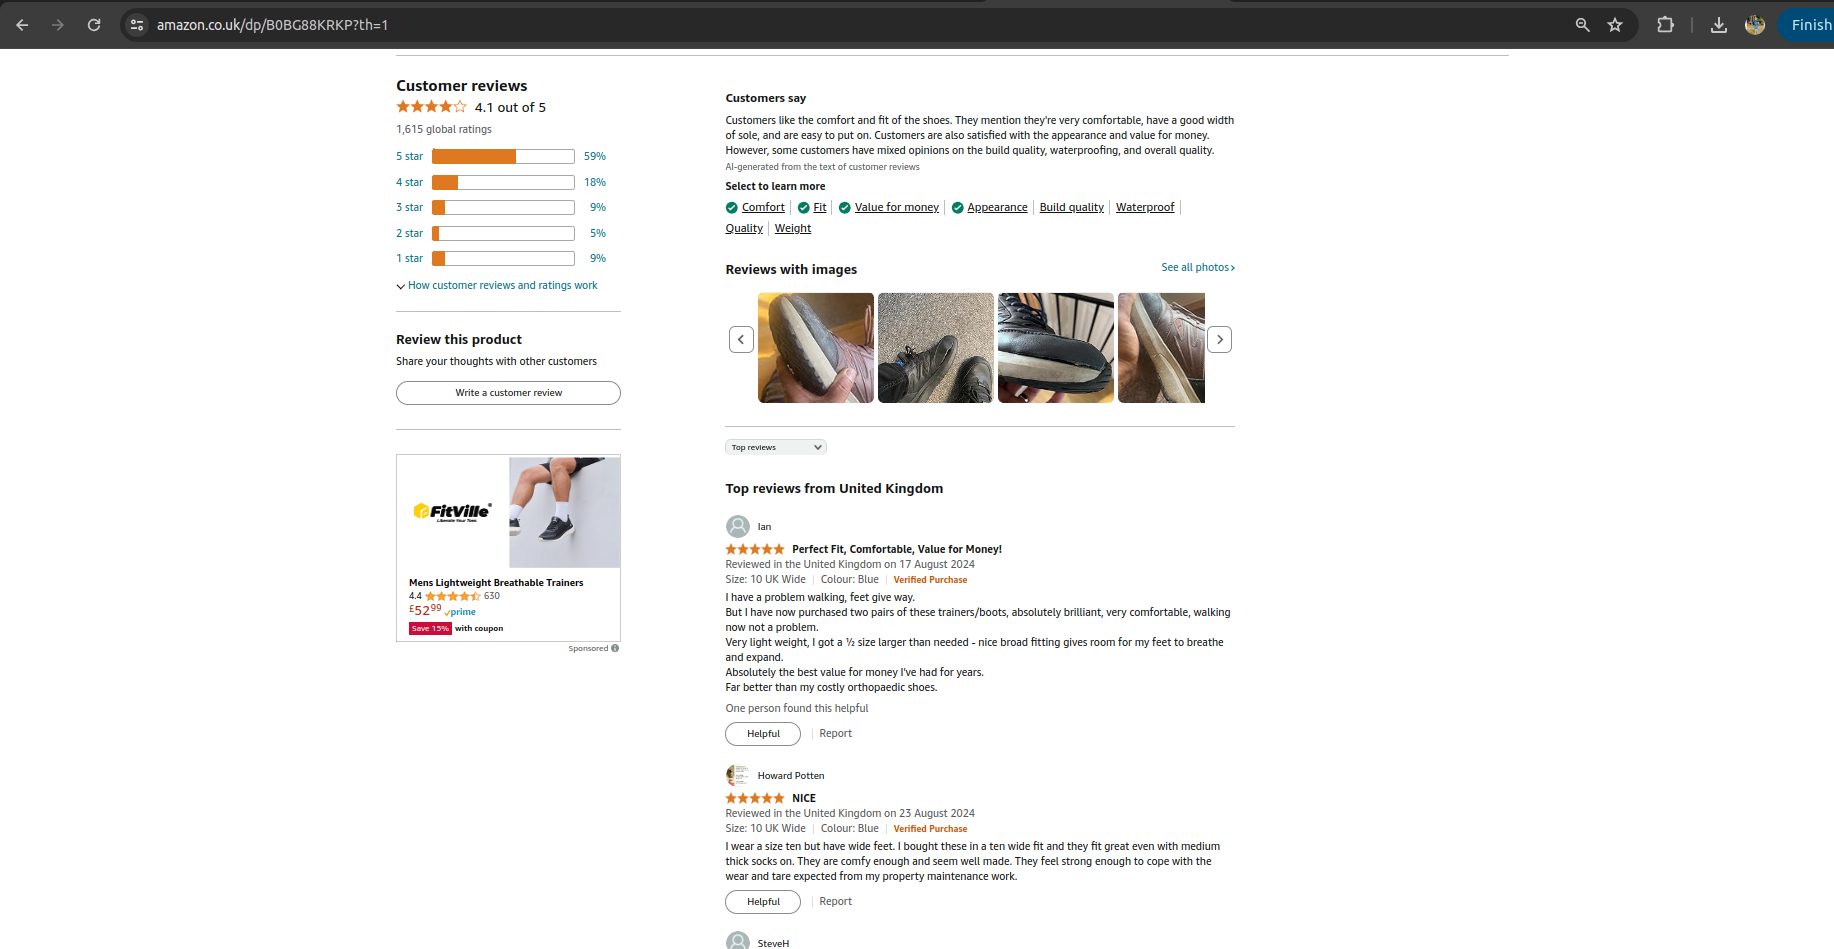 amazon.co.uk/dp/B0BG88KRKP?th=1
Finish
Customer reviews
4.1 out of 5
1,615 global ratings
5 star 59%
4 star 18%
3 star 9%
2 star 5%
1 star 9%
How customer reviews and ratings work
Review this product
Share your thoughts with other customers
Write a customer review
FitVille
Liberate Your Toes
Mens Lightweight Breathable Trainers
4.4 630
£52.99 prime
Save 15% with coupon
Sponsored
Customers say
Customers like the comfort and fit of the shoes. They mention they're very comfortable, have a good width
of sole, and are easy to put on. Customers are also satisfied with the appearance and value for money.
However, some customers have mixed opinions on the build quality, waterproofing, and overall quality.
AI-generated from the text of customer reviews
Select to learn more
Comfort | Fit | Value for money | Appearance | Build quality | Waterproof |
Quality | Weight
Reviews with images
See all photos ›
Top reviews
Top reviews from United Kingdom
Ian
Perfect Fit, Comfortable, Value for Money!
Reviewed in the United Kingdom on 17 August 2024
Size: 10 UK Wide | Colour: Blue | Verified Purchase
I have a problem walking, feet give way.
But I have now purchased two pairs of these trainers/boots, absolutely brilliant, very comfortable, walking
now not a problem.
Very light weight, I got a ½ size larger than needed - nice broad fitting gives room for my feet to breathe
and expand.
Absolutely the best value for money I've had for years.
Far better than my costly orthopaedic shoes.
One person found this helpful
Helpful | Report
Howard Potten
NICE
Reviewed in the United Kingdom on 23 August 2024
Size: 10 UK Wide | Colour: Blue | Verified Purchase
I wear a size ten but have wide feet. I bought these in a ten wide fit and they fit great even with medium
thick socks on. They are comfy enough and seem well made. They feel strong enough to cope with the
wear and tare expected from my property maintenance work.
Helpful | Report
SteveH